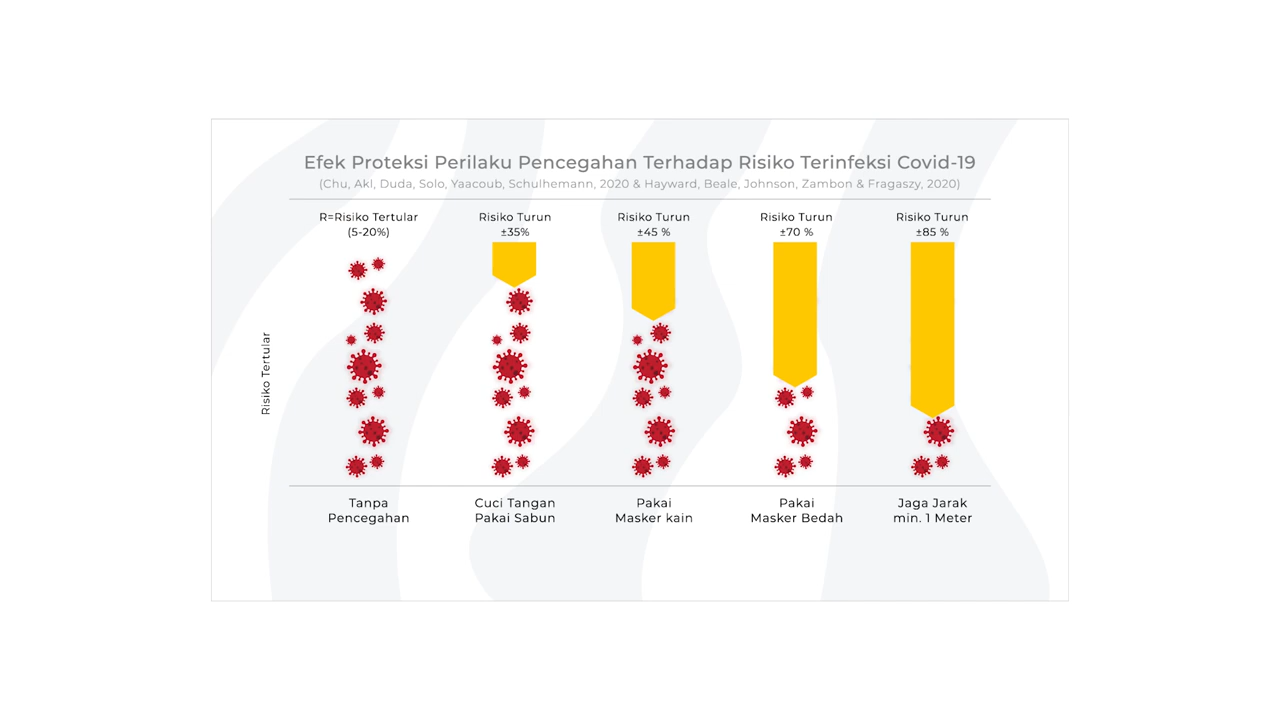 Efek Proteksi Perilaku Pencegahan Terhadap Risiko Terinfeksi Covid-19
(Chu, Akl, Duda, Solo, Yaacoub, Schulhemann, 2020 & Hayward, Beale, Johnson, Zambon & Fragaszy, 2020)
R=Risiko Tertular
(5-20%)
Risiko Turun
±35%
Risiko Turun
±45 %
Risiko Turun
±70 %
Risiko Turun
±85 %
Risiko Tertular
Tanpa
Pencegahan
Cuci Tangan
Pakai Sabun
Pakai
Masker kain
Pakai
Masker Bedah
Jaga Jarak
min. 1 Meter